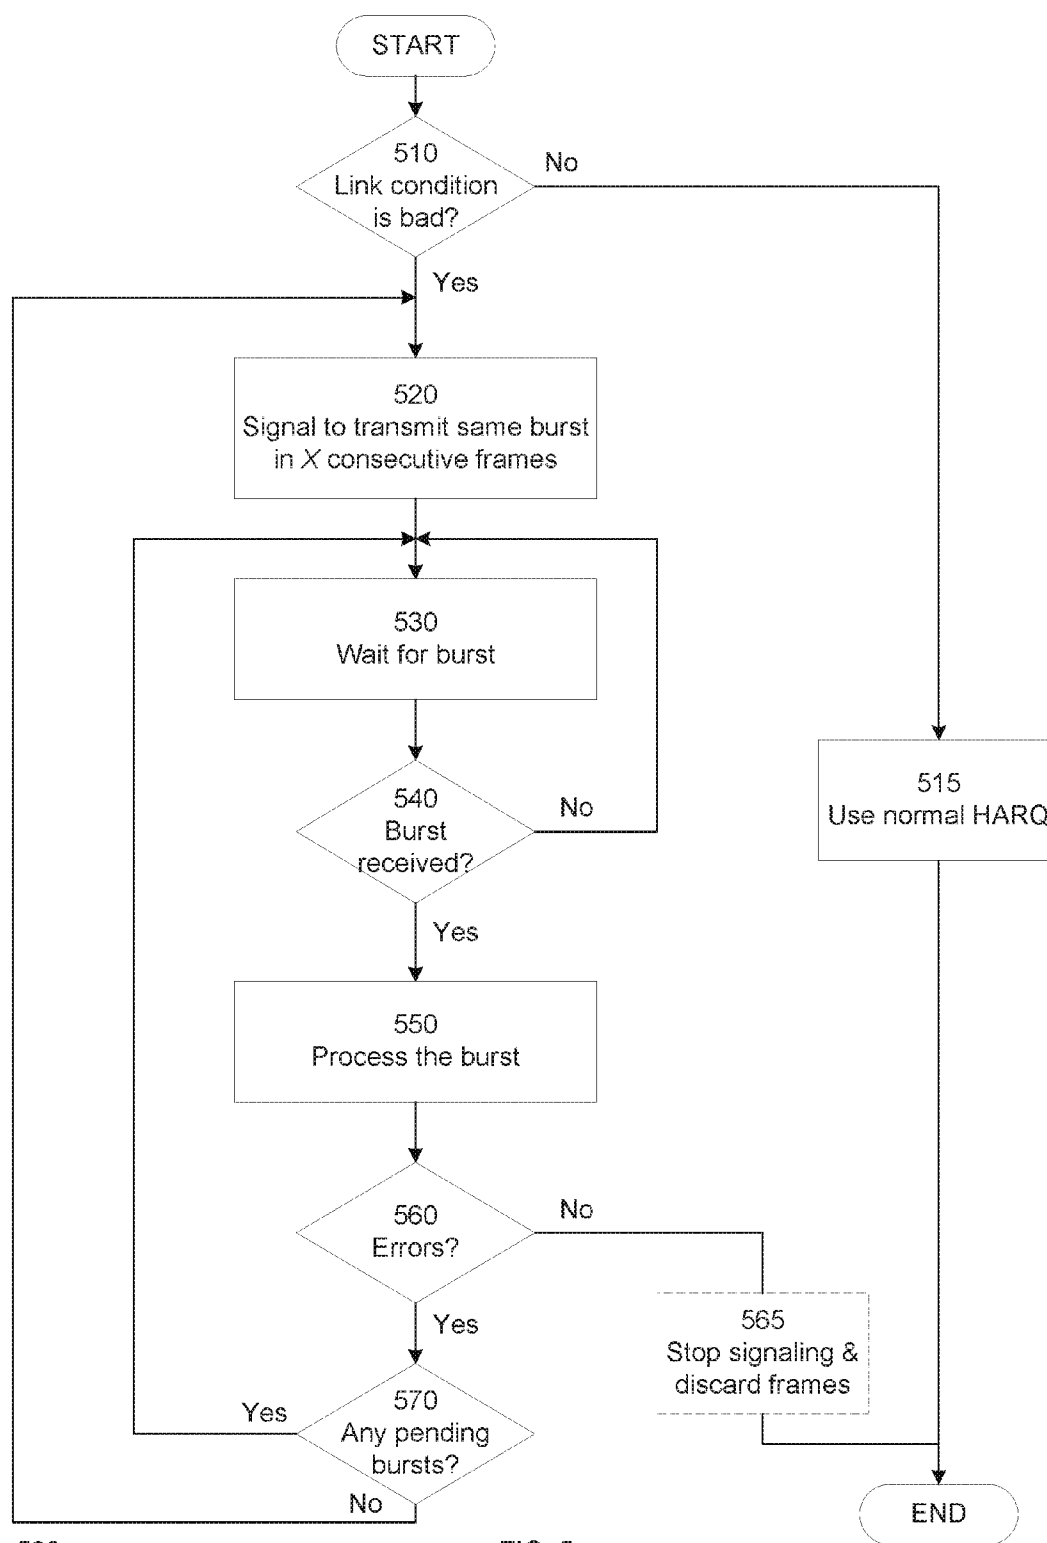 START
510
Link condition
is bad?
No
Yes
520
Signal to transmit same burst
in X consecutive frames
530
Wait for burst
540
Burst
received?
No
Yes
515
Use normal HARQ
550
Process the burst
560
Errors?
No
Yes
565
Stop signaling &
discard frames
570
Any pending
bursts?
Yes
No
END